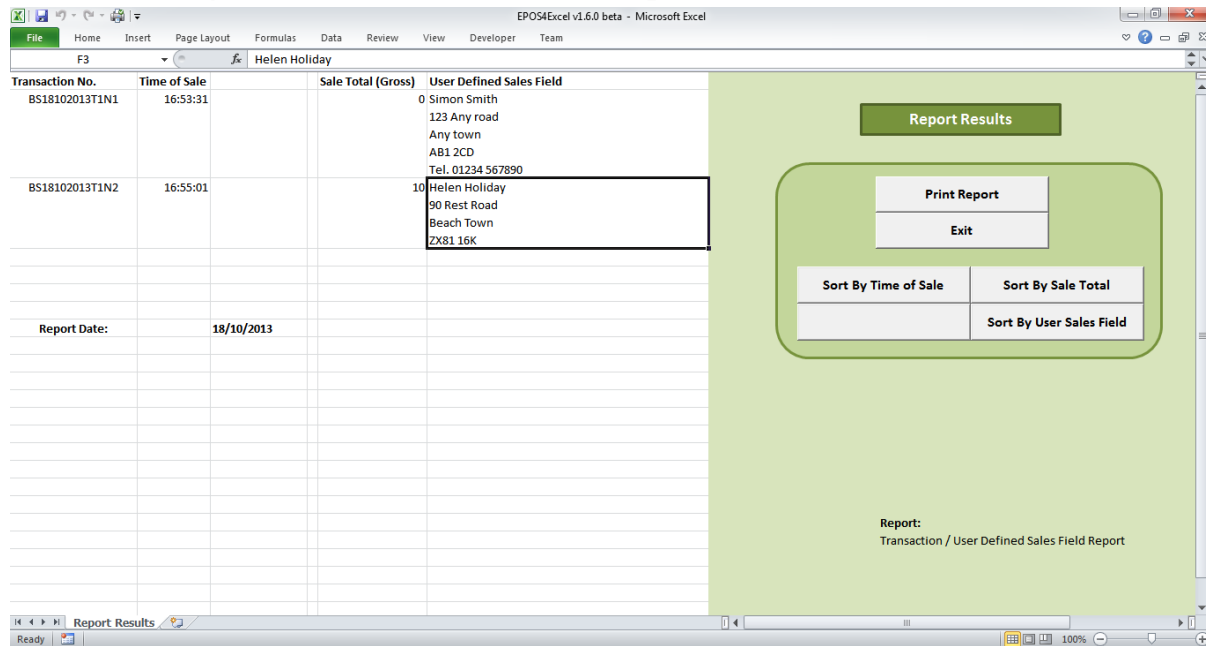 EPOS4Excel v1.6.0 beta - Microsoft Excel
File Home Insert Page Layout Formulas Data Review View Developer Team
F3 fx Helen Holiday
Transaction No. Time of Sale Sale Total (Gross) User Defined Sales Field
BS18102013T1N1 16:53:31 0 Simon Smith
123 Any road
Any town
AB1 2CD
Tel. 01234 567890
BS18102013T1N2 16:55:01 10 Helen Holiday
90 Rest Road
Beach Town
ZX81 16K
Report Date: 18/10/2013
Report Results
Print Report
Exit
Sort By Time of Sale Sort By Sale Total
Sort By User Sales Field
Report:
Transaction / User Defined Sales Field Report
Report Results
Ready 100%